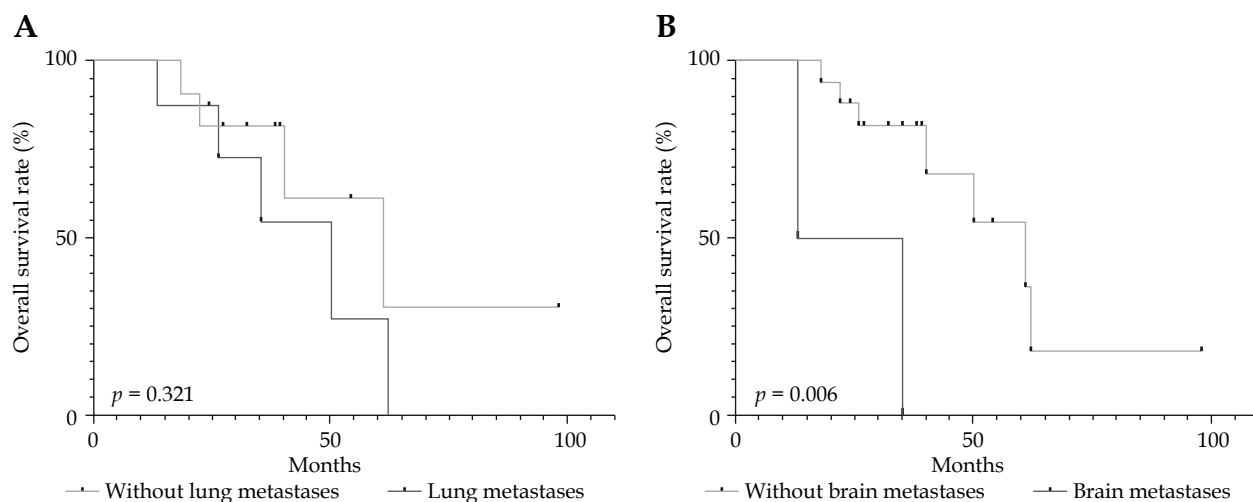 A
Overall survival rate (%)
100
50
0
p = 0.321
0 50 100
Months
Without lung metastases Lung metastases
B
Overall survival rate (%)
100
50
0
p = 0.006
0 50 100
Months
Without brain metastases Brain metastases